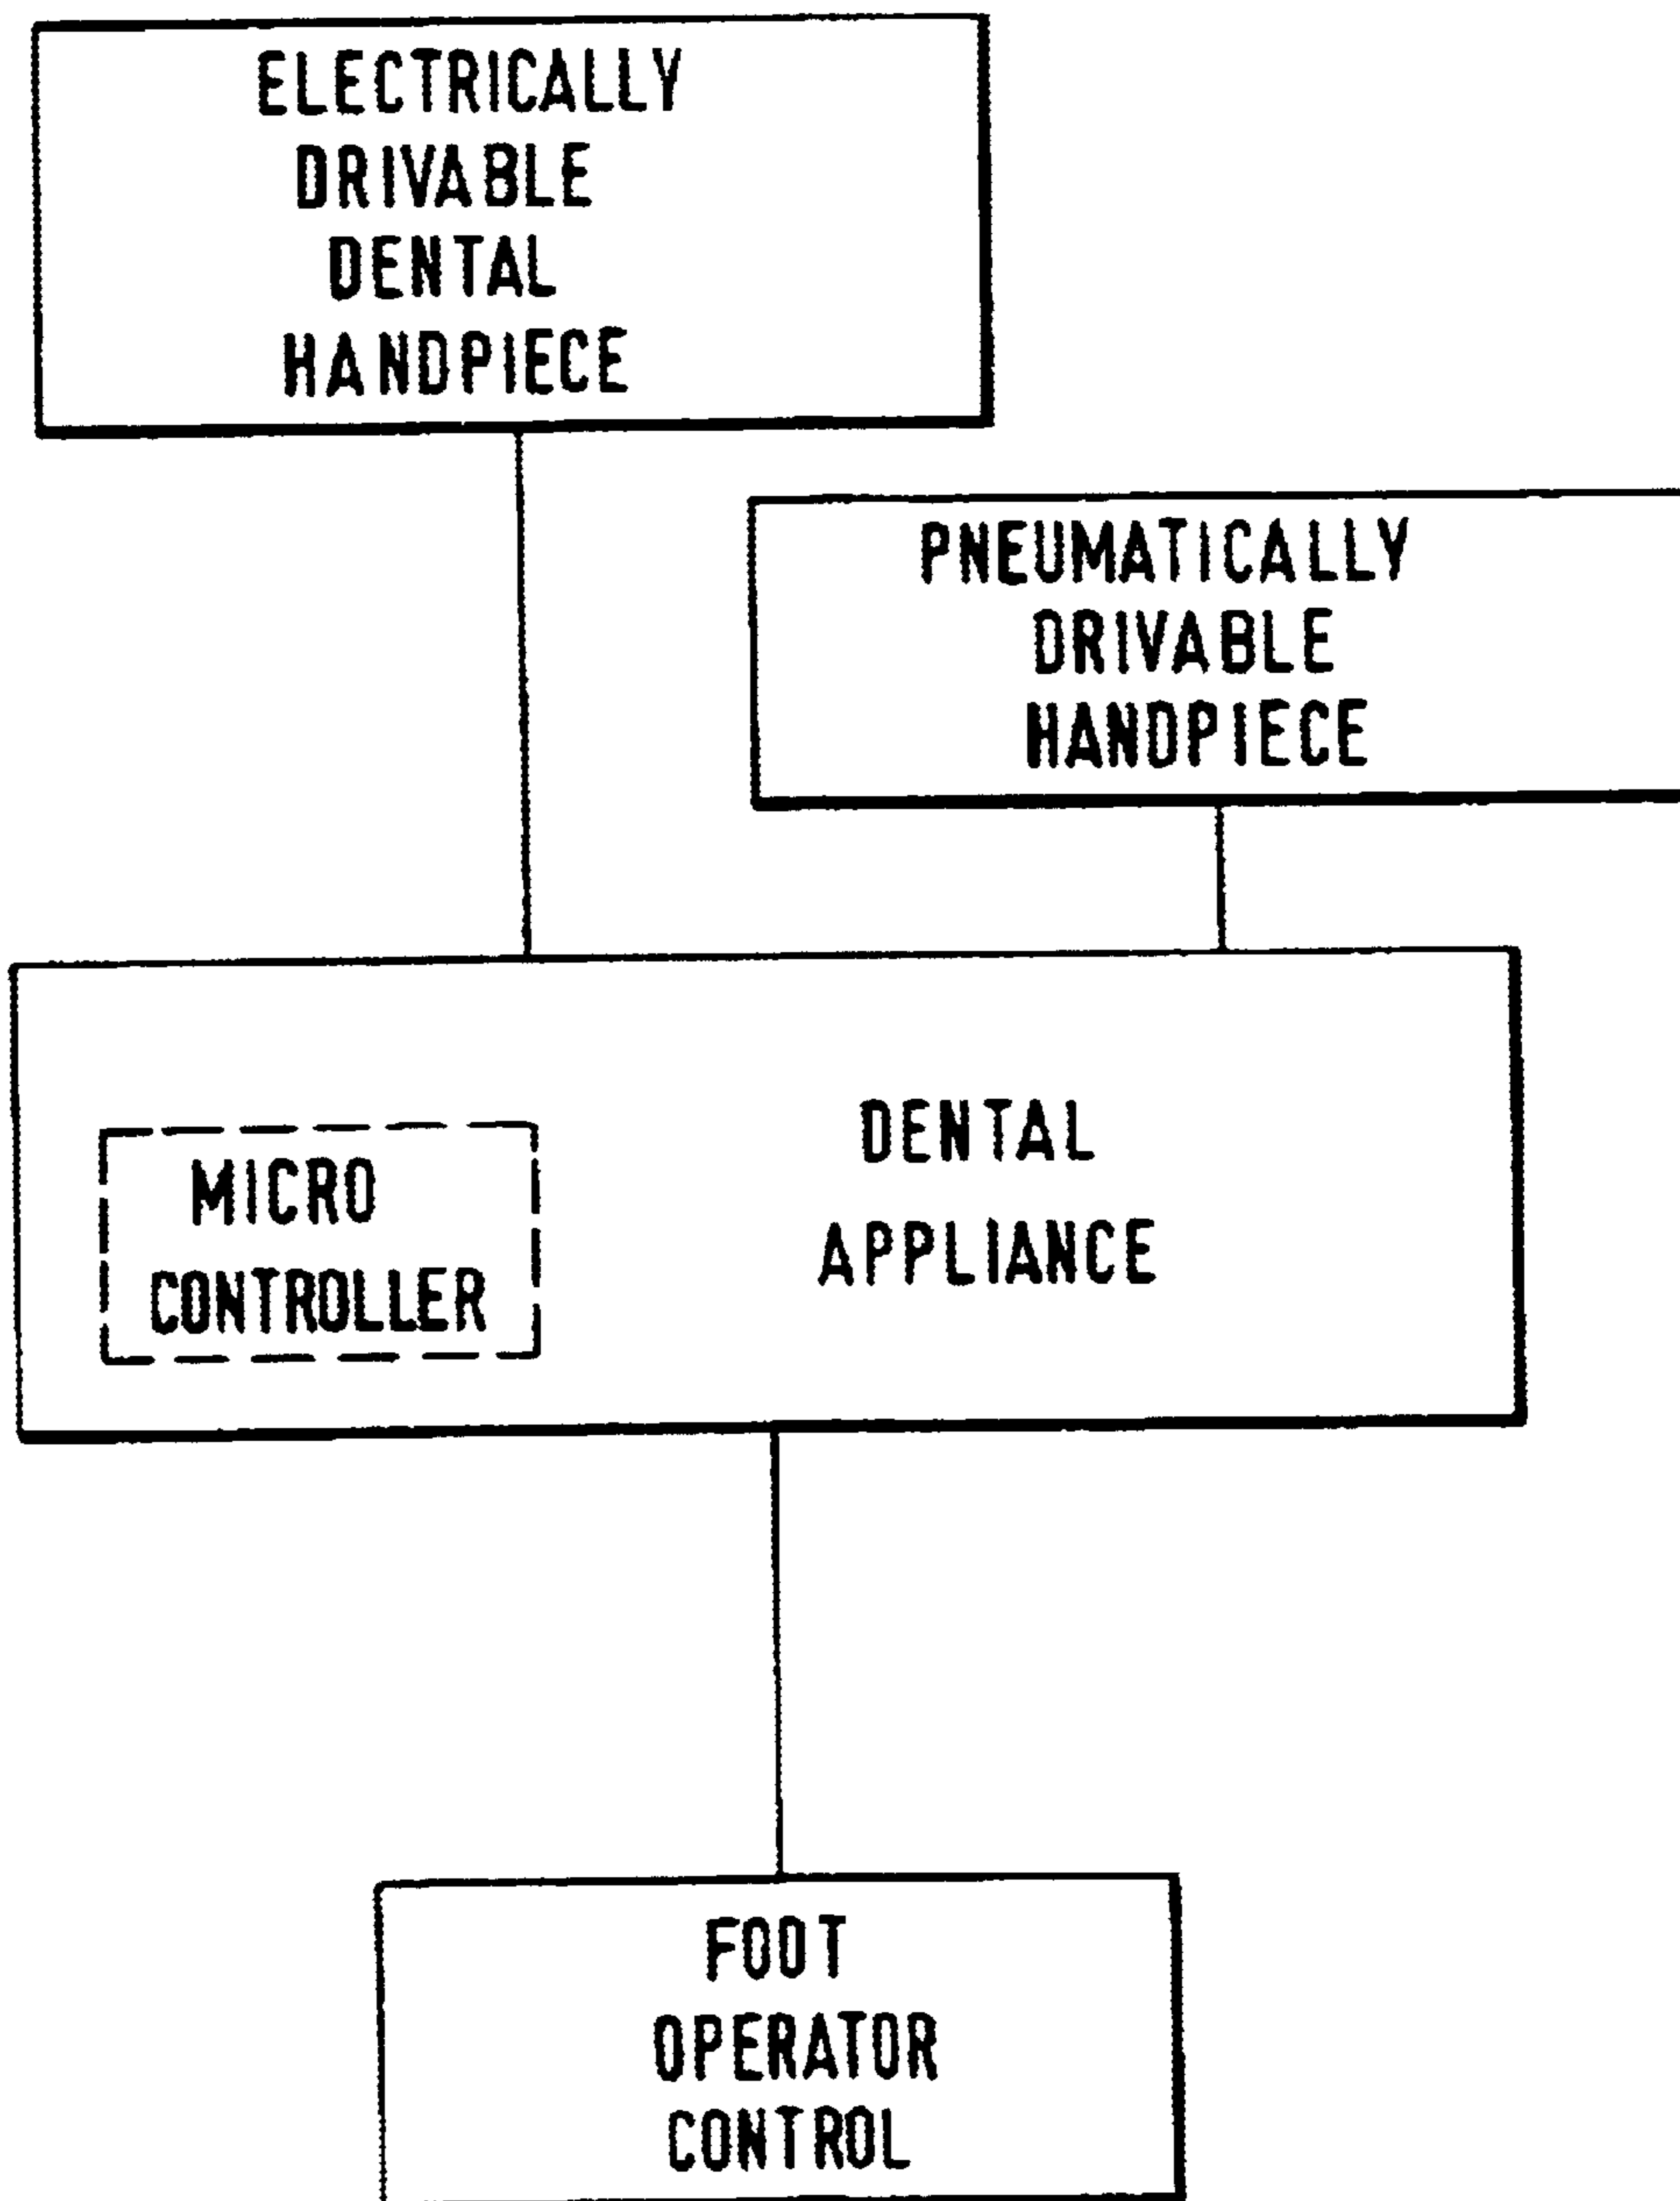 ELECTRICALLY
DRIVABLE
DENTAL
HANDPIECE
PNEUMATICALLY
DRIVABLE
HANDPIECE
DENTAL
APPLIANCE
MICRO
CONTROLLER
FOOT
OPERATOR
CONTROL